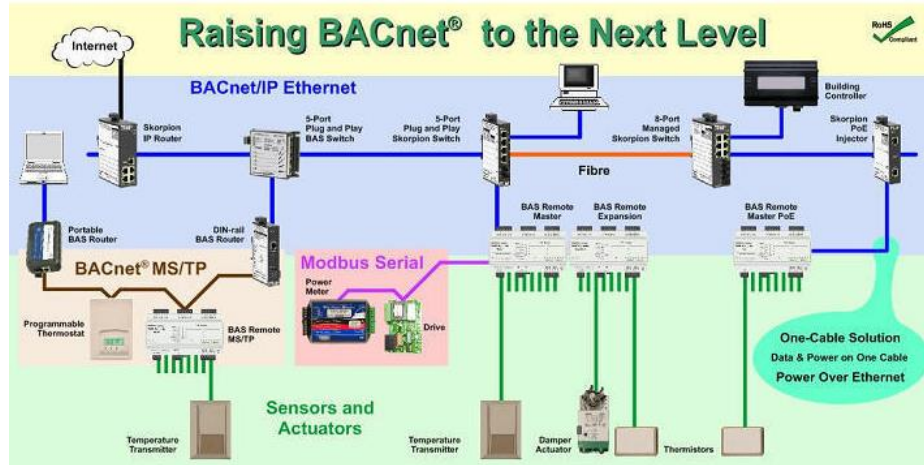 Raising BACnet® to the Next Level
RoHS
Compliant
Internet
BACnet/IP Ethernet
Skorpion
IP Router
5-Port
Plug and Play
BAS Switch
5-Port
Plug and Play
Skorpion Switch
8-Port
Managed
Skorpion Switch
Building
Controller
Skorpion
PoE
Injector
Fibre
Portable
BAS Router
DIN-rail
BAS Router
BAS Remote
Master
BAS Remote
Expansion
BAS Remote
Master PoE
BACnet® MS/TP
Modbus Serial
Programmable
Thermostat
BAS Remote
MS/TP
Power
Meter
Drive
One-Cable Solution
Data & Power on One Cable
Power Over Ethernet
Sensors and
Actuators
Temperature
Transmitter
Temperature
Transmitter
Damper
Actuator
Thermistors